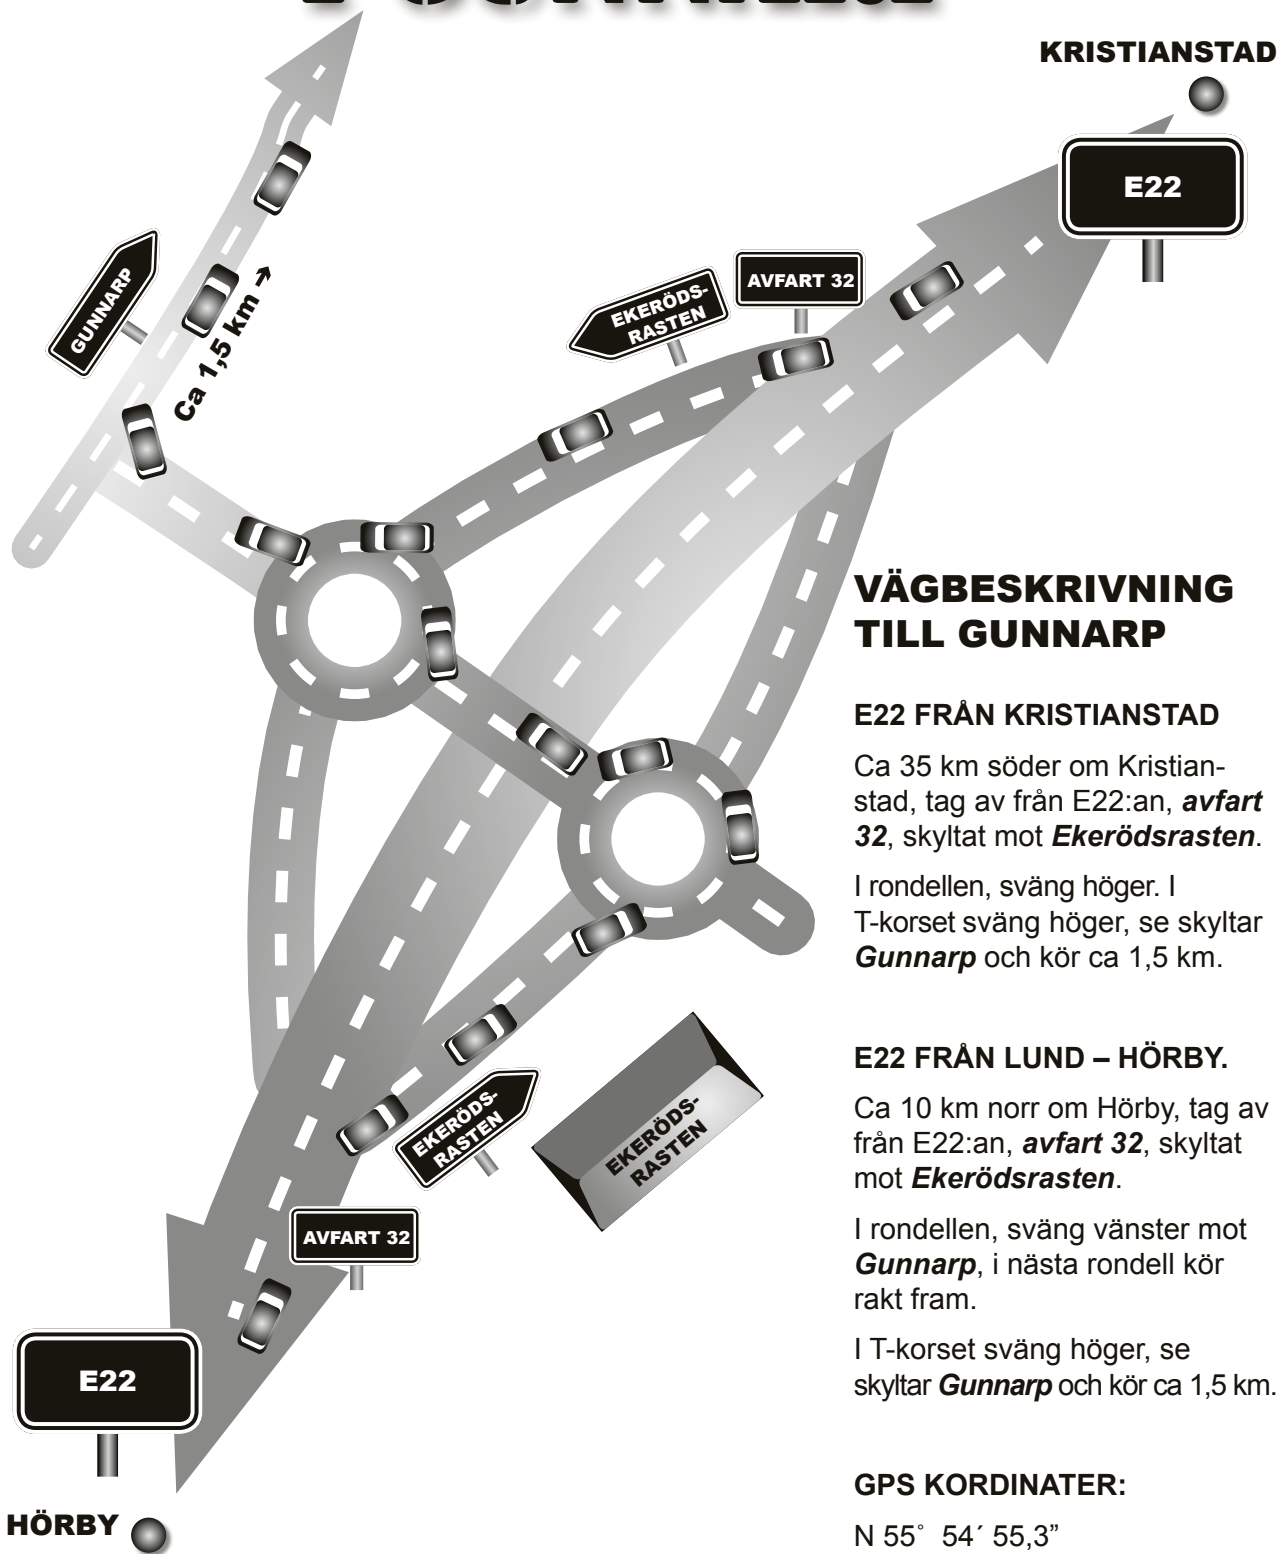 KRISTIANSTAD
E22
AVFART 32
EKERÖDS-
RASTEN
GUNNARP
Ca 1,5 km →
VÄGBESKRIVNING
TILL GUNNARP
E22 FRÅN KRISTIANSTAD
Ca 35 km söder om Kristian-
stad, tag av från E22:an, avfart
32, skyltat mot Ekerödsrasten.
I rondellen, sväng höger. I
T-korset sväng höger, se skyltar
Gunnarp och kör ca 1,5 km.
E22 FRÅN LUND – HÖRBY.
Ca 10 km norr om Hörby, tag av
från E22:an, avfart 32, skyltat
mot Ekerödsrasten.
I rondellen, sväng vänster mot
Gunnarp, i nästa rondell kör
rakt fram.
I T-korset sväng höger, se
skyltar Gunnarp och kör ca 1,5 km.
GPS KORDINATER:
N 55° 54´ 55,3”
EKERÖDS-
RASTEN
EKERÖDS-
RASTEN
AVFART 32
E22
HÖRBY